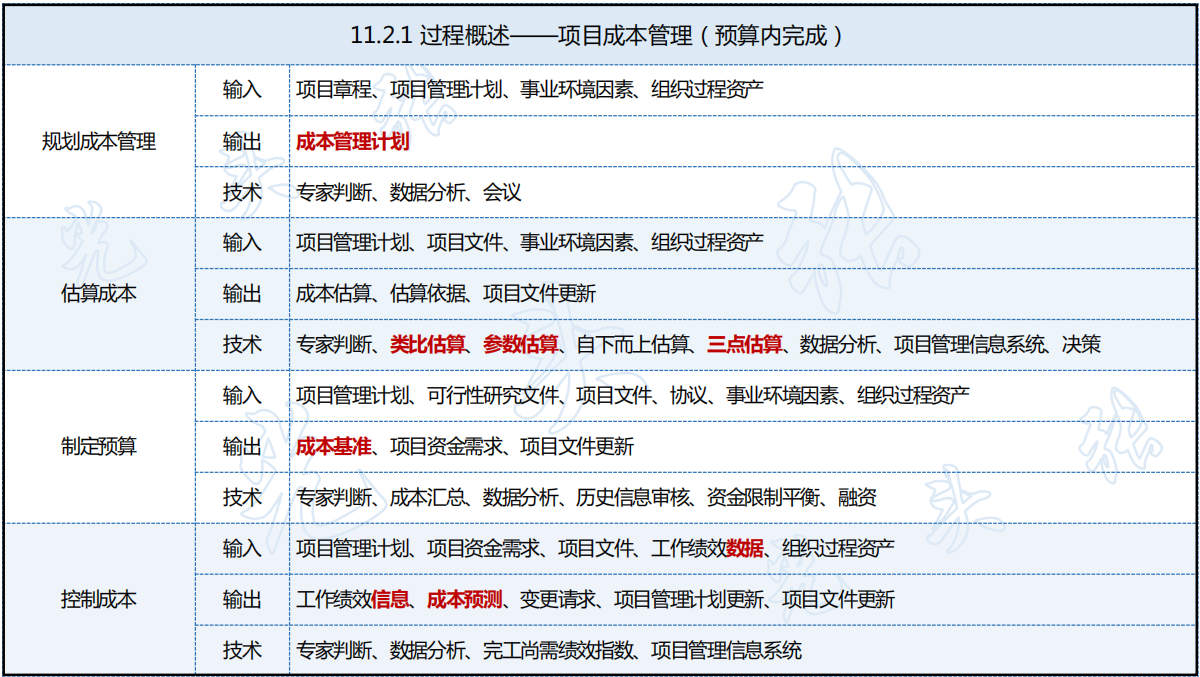 11.2.1 过程概述——项目成本管理（预算内完成）
规划成本管理
输入
项目章程、项目管理计划、事业环境因素、组织过程资产
输出
成本管理计划
技术
专家判断、数据分析、会议
估算成本
输入
项目管理计划、项目文件、事业环境因素、组织过程资产
输出
成本估算、估算依据、项目文件更新
技术
专家判断、类比估算、参数估算、自下而上估算、三点估算、数据分析、项目管理信息系统、决策
制定预算
输入
项目管理计划、可行性研究文件、项目文件、协议、事业环境因素、组织过程资产
输出
成本基准、项目资金需求、项目文件更新
技术
专家判断、成本汇总、数据分析、历史信息审核、资金限制平衡、融资
控制成本
输入
项目管理计划、项目资金需求、项目文件、工作绩效数据、组织过程资产
输出
工作绩效信息、成本预测、变更请求、项目管理计划更新、项目文件更新
技术
专家判断、数据分析、完工尚需绩效指数、项目管理信息系统